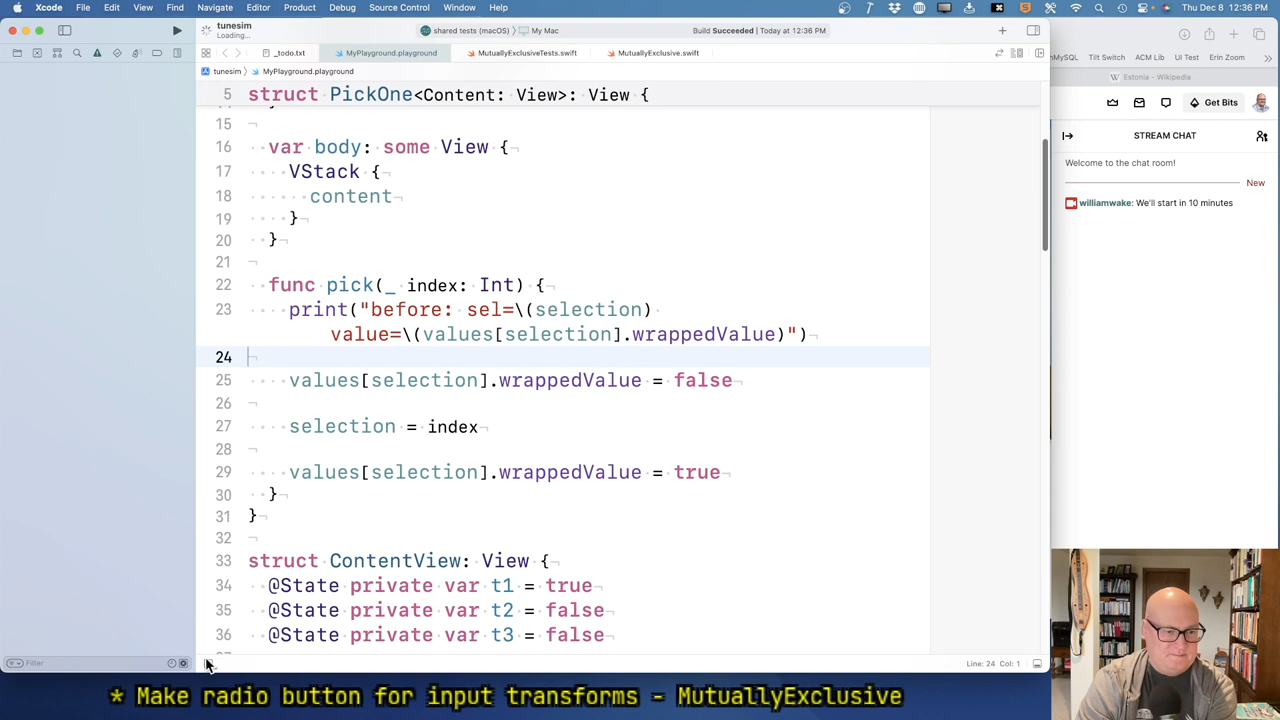 Xcode File Edit View Find Navigate Editor Product Debug Integrate Window Help Sat Sep 6 12:36 PM
tunesim
Loading...
shared tests (macOS) 〉 My Mac
Build Succeeded | Today at 12:36 PM
_todo.txt MyPlayground.playground MutuallyExclusiveTests.swift MutuallyExclusive.swift
tunesim 〉 MyPlayground.playground
5 struct PickOne<Content: View>: View {
15
16 var body: some View {
17 VStack {
18 content
19 }
20 }
21
22 func pick(_ index: Int) {
23 print("before: sel=\(selection)
value=\(values[selection].wrappedValue)")
24
25 values[selection].wrappedValue = false
26
27 selection = index
28
29 values[selection].wrappedValue = true
30 }
31 }
32
33 struct ContentView: View {
34 @State private var t1 = true
35 @State private var t2 = false
36 @State private var t3 = false
Filter
Line: 24 Col: 1
nMySQL Tilt Switch ACM Lib UI Test Erin Zoom
Estonia - Wikipedia
Get Bits
STREAM CHAT
Welcome to the chat room!
New
williamwake: We'll start in 10 minutes
* Make radio button for input transforms - MutuallyExclusive